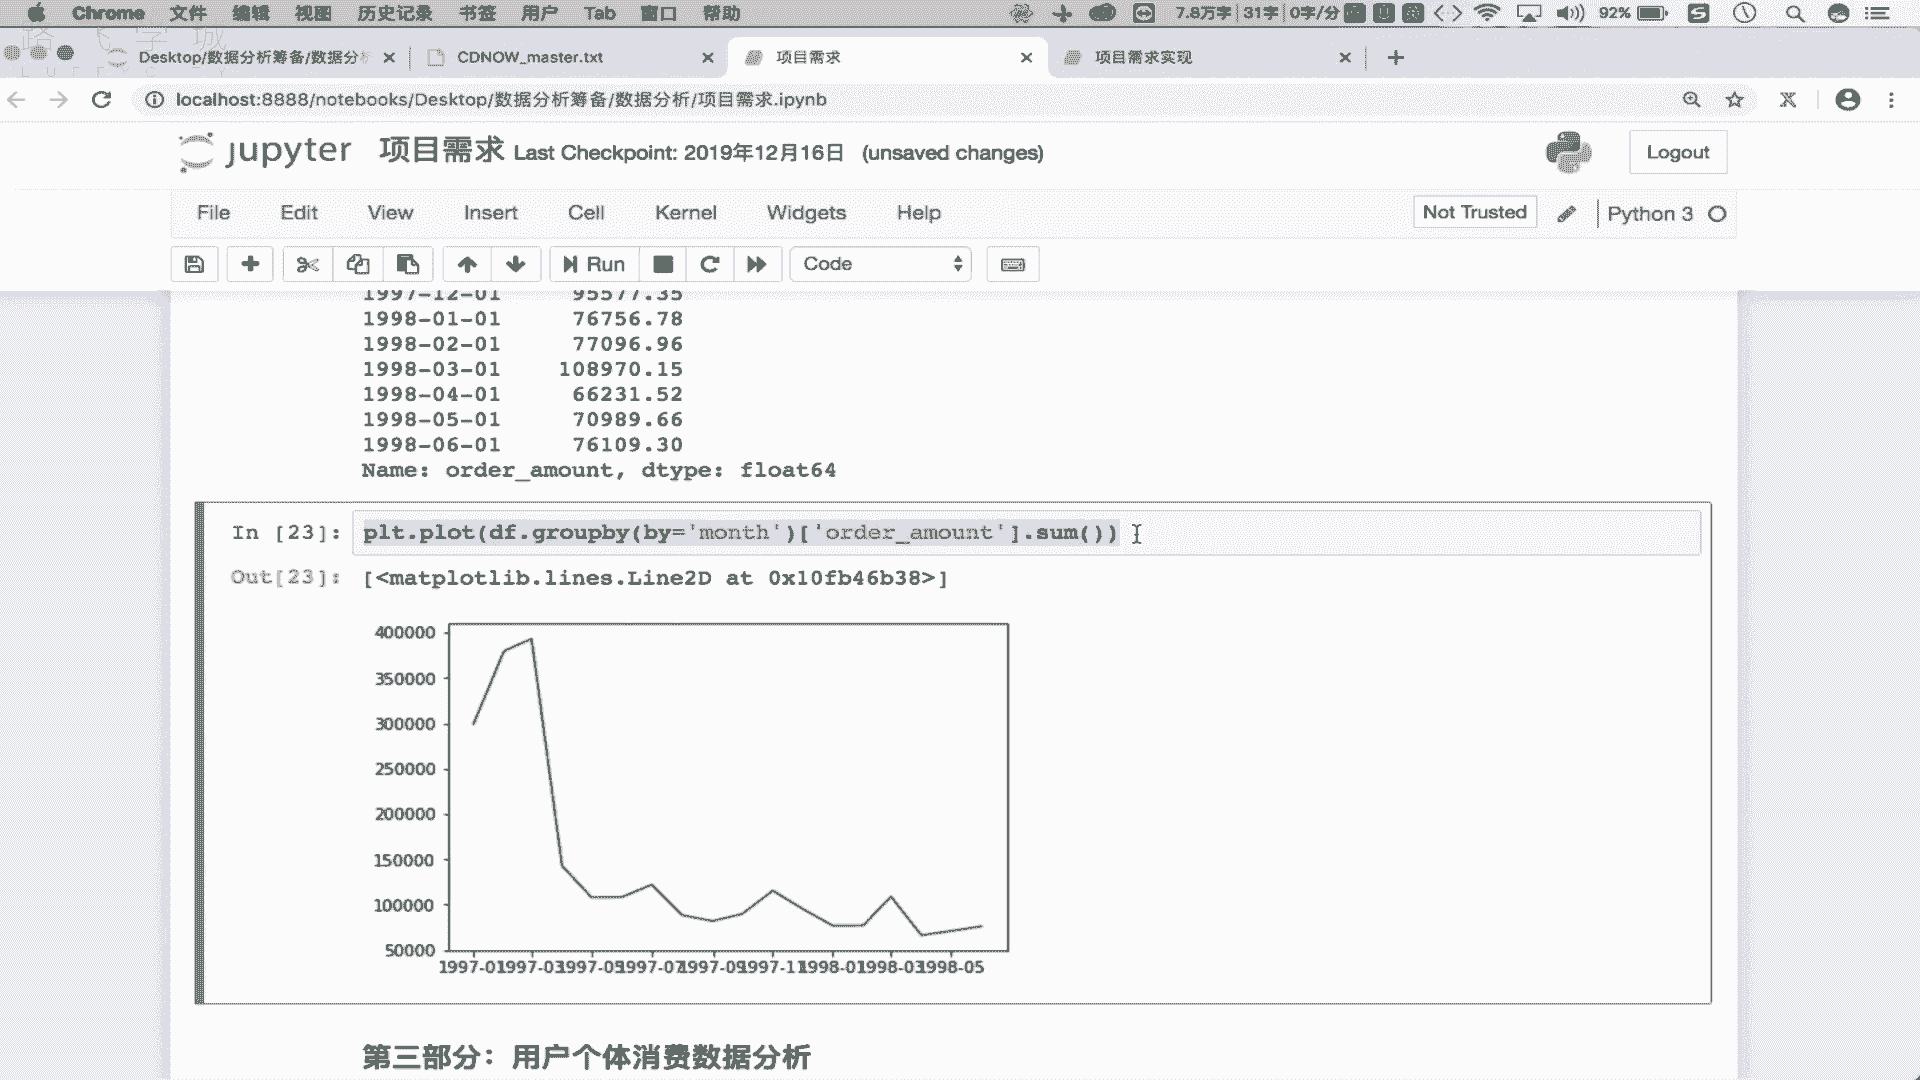 Chrome 文件 编辑 视图 历史记录 书签 用户 Tab 窗口 帮助 7.8万字 31字 0字/分 92%
Desktop/数据分析筹备/数据分析 CDNOW_master.txt 项目需求 项目需求实现
localhost:8888/notebooks/Desktop/数据分析筹备/数据分析/项目需求.ipynb
jupyter 项目需求 Last Checkpoint: 2019年12月16日 (unsaved changes) Logout
File Edit View Insert Cell Kernel Widgets Help Not Trusted Python 3
Run Code
1997-12-01 95577.35
1998-01-01 76756.78
1998-02-01 77096.96
1998-03-01 108970.15
1998-04-01 66231.52
1998-05-01 70989.66
1998-06-01 76109.30
Name: order_amount, dtype: float64
In [23]: plt.plot(df.groupby(by='month')['order_amount'].sum())
Out[23]: [<matplotlib.lines.Line2D at 0x10fb46b38>]
400000
350000
300000
250000
200000
150000
100000
50000
1997-01 1997-03 1997-05 1997-07 1997-09 1997-11 1998-01 1998-03 1998-05
第三部分：用户个体消费数据分析